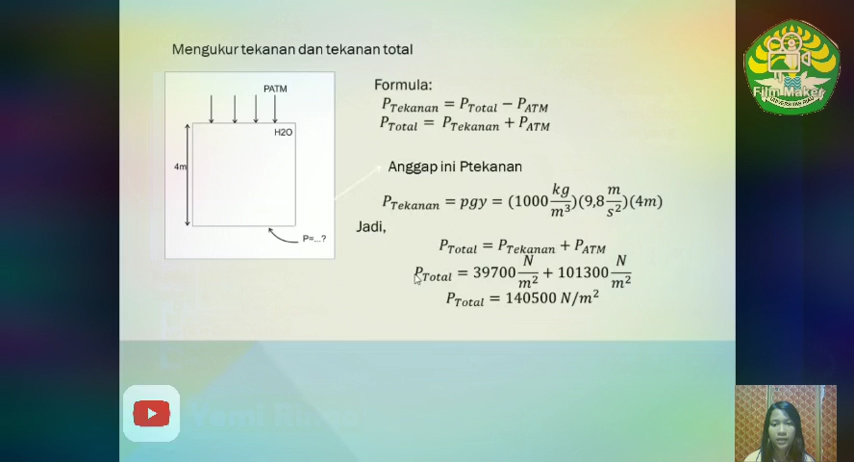 Mengukur tekanan dan tekanan total
PATM
H2O
4m
P=...?
Formula:
P_Tekanan = P_Total − P_ATM
P_Total = P_Tekanan + P_ATM
Anggap ini Ptekanan
P_Tekanan = pgy = (1000 kg/m³)(9,8 m/s²)(4m)
Jadi,
P_Total = P_Tekanan + P_ATM
P_Total = 39700 N/m² + 101300 N/m²
P_Total = 140500 N/m²
Film Maker